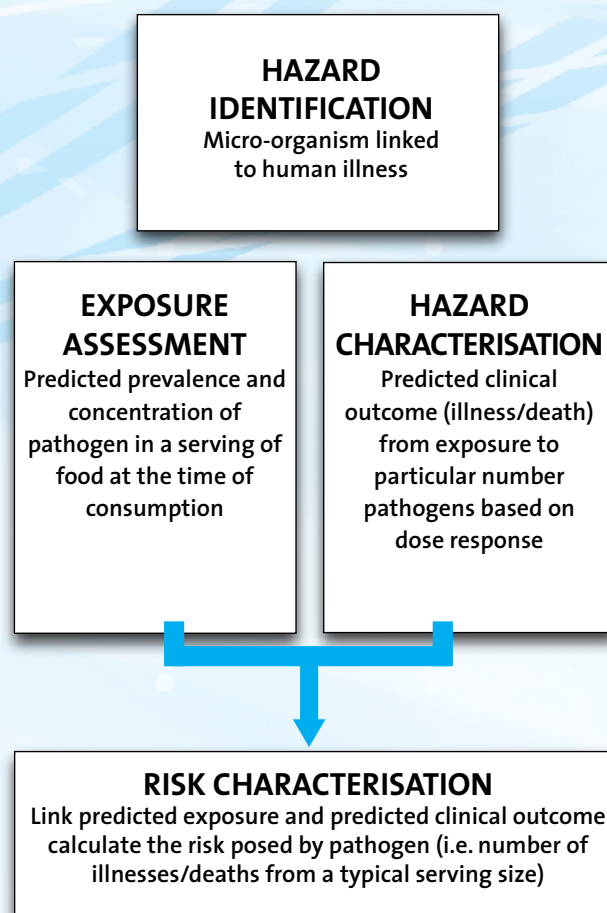 HAZARD
IDENTIFICATION
Micro-organism linked
to human illness
EXPOSURE
ASSESSMENT
Predicted prevalence and
concentration of
pathogen in a serving of
food at the time of
consumption
HAZARD
CHARACTERISATION
Predicted clinical
outcome (illness/death)
from exposure to
particular number
pathogens based on
dose response
RISK CHARACTERISATION
Link predicted exposure and predicted clinical outcome
calculate the risk posed by pathogen (i.e. number of
illnesses/deaths from a typical serving size)